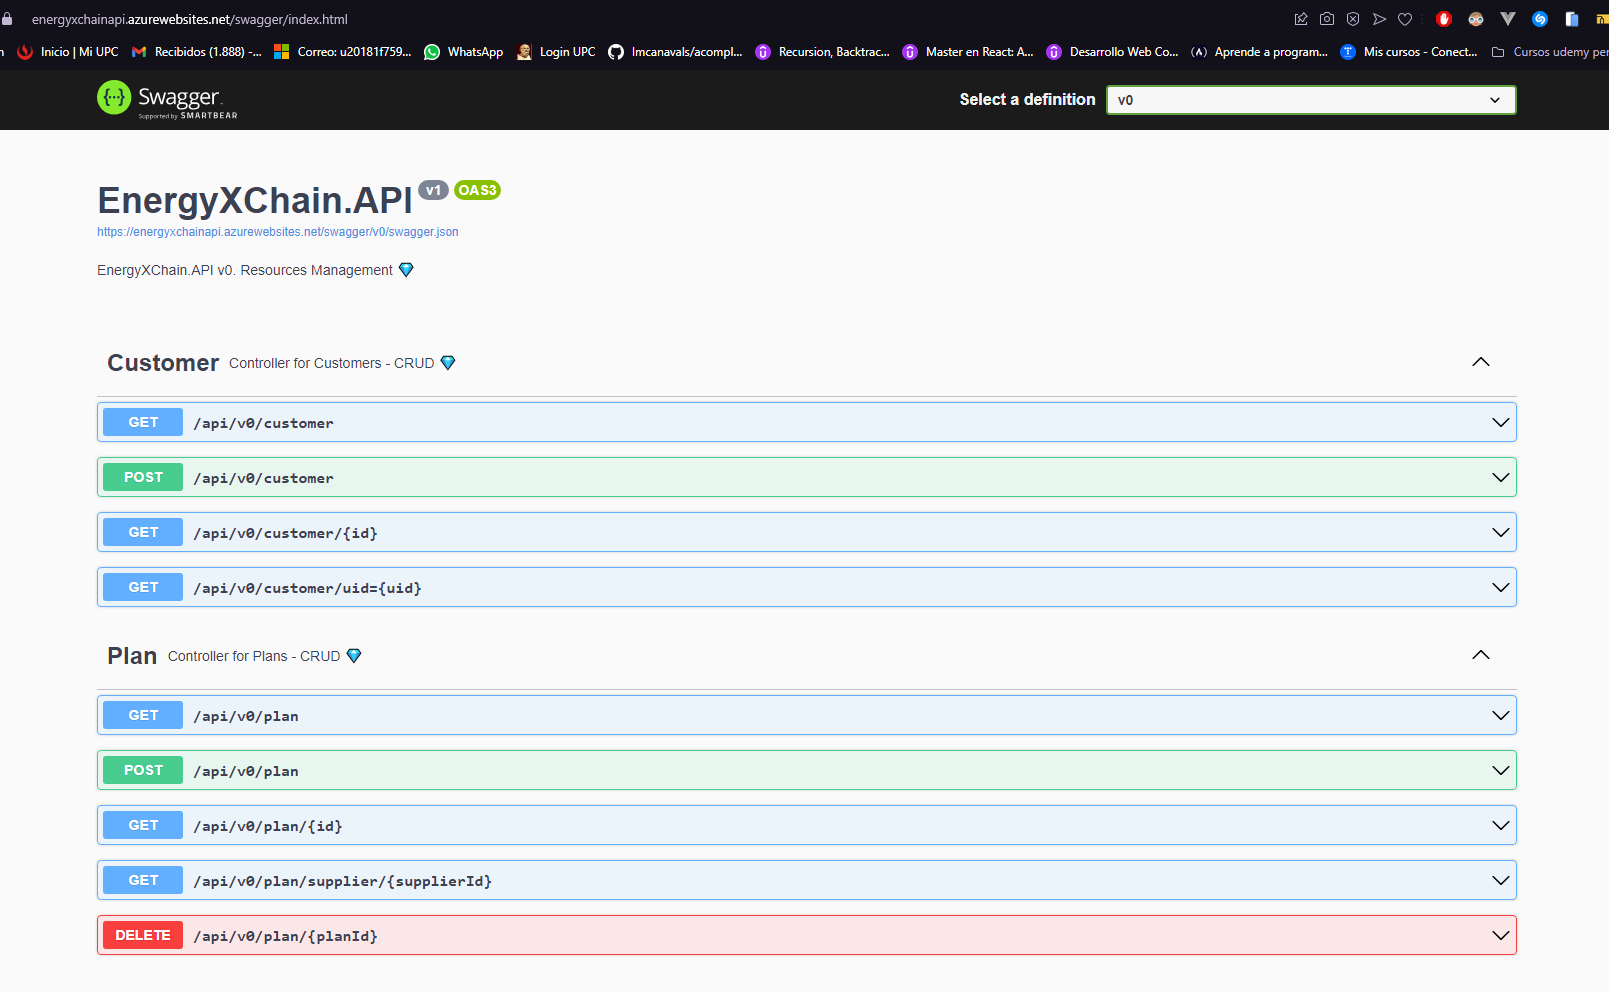 energyxchainapi.azurewebsites.net/swagger/index.html
Inicio | Mi UPC Recibidos (1.888) -... Correo: u20181f759... WhatsApp Login UPC lmcanavals/acompl... Recursion, Backtrac... Master en React: A... Desarrollo Web Co... Aprende a program... Mis cursos - Conect... Cursos udemy per
Swagger. Select a definition v0
Supported by SMARTBEAR
EnergyXChain.API v1 OAS3
https://energyxchainapi.azurewebsites.net/swagger/v0/swagger.json
EnergyXChain.API v0. Resources Management
Customer Controller for Customers - CRUD
GET /api/v0/customer
POST /api/v0/customer
GET /api/v0/customer/{id}
GET /api/v0/customer/uid={uid}
Plan Controller for Plans - CRUD
GET /api/v0/plan
POST /api/v0/plan
GET /api/v0/plan/{id}
GET /api/v0/plan/supplier/{supplierId}
DELETE /api/v0/plan/{planId}